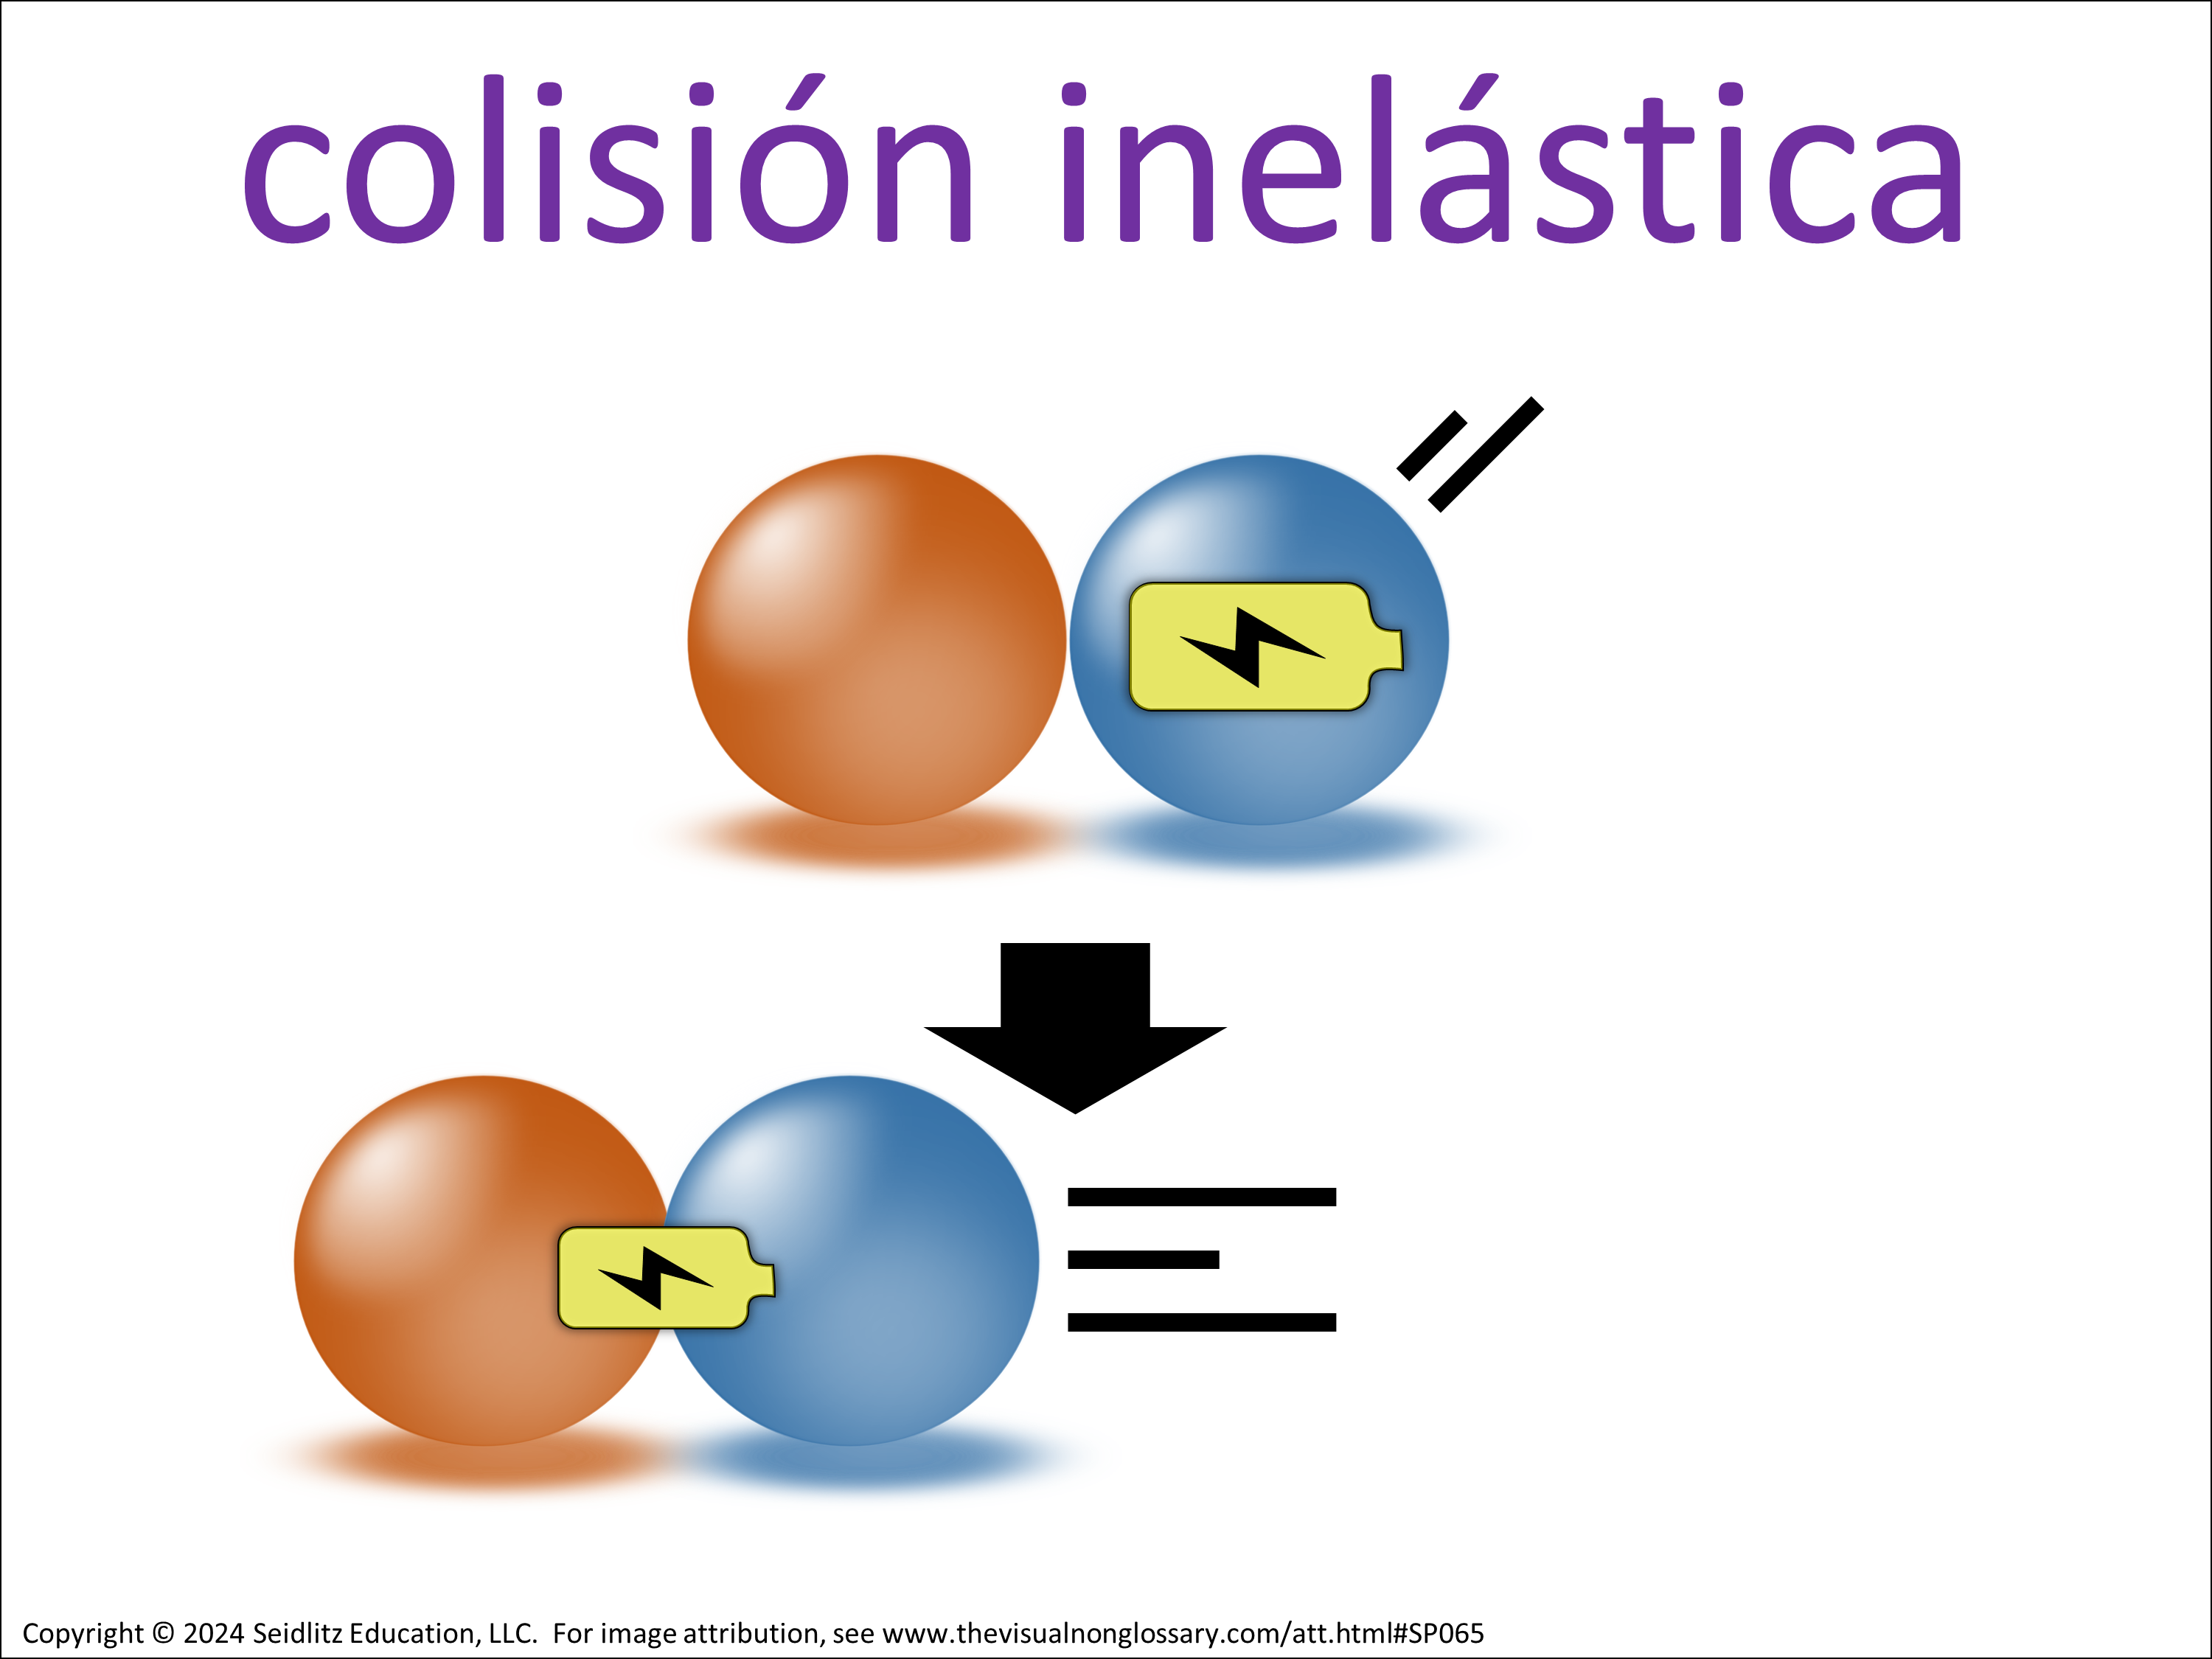 colisión inelástica
Copyright © 2024 Seidlitz Education, LLC.  For image attribution, see www.thevisualnonglossary.com/att.html#SP065